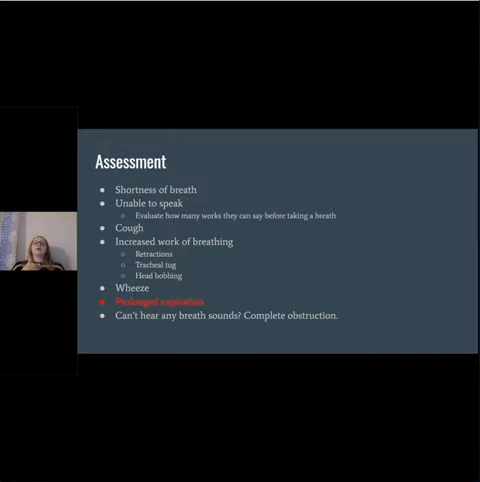 Assessment
Shortness of breath
Unable to speak
Evaluate how many works they can say before taking a breath
Cough
Increased work of breathing
Retractions
Tracheal tug
Head bobbing
Wheeze
Prolonged expiration
Can't hear any breath sounds? Complete obstruction.